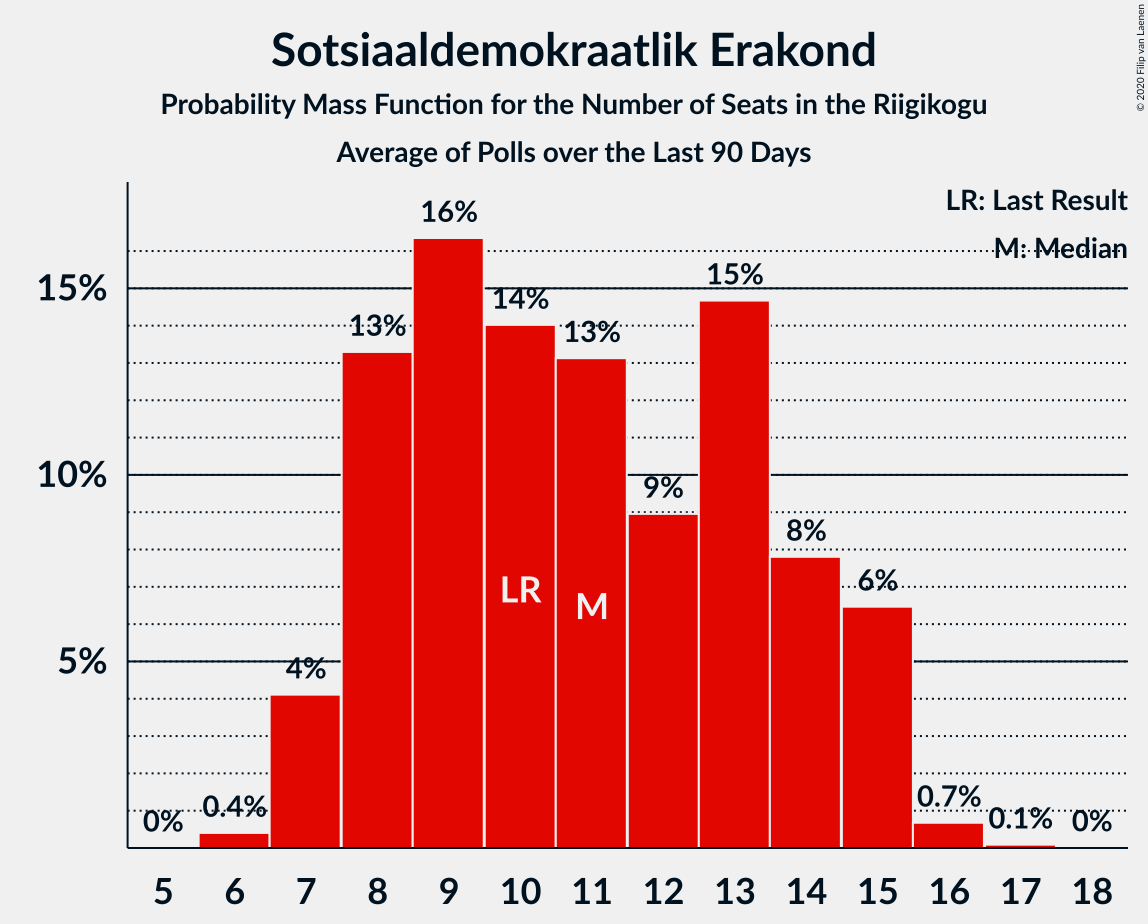 Sotsiaaldemokraatlik Erakond
Probability Mass Function for the Number of Seats in the Riigikogu
Average of Polls over the Last 90 Days
© 2020 Filip van Laenen
LR: Last Result
M: Median
15%
10%
5%
0%
0.4%
4%
13%
16%
14%
13%
9%
15%
8%
6%
0.7%
0.1%
0%
LR
M
5 6 7 8 9 10 11 12 13 14 15 16 17 18